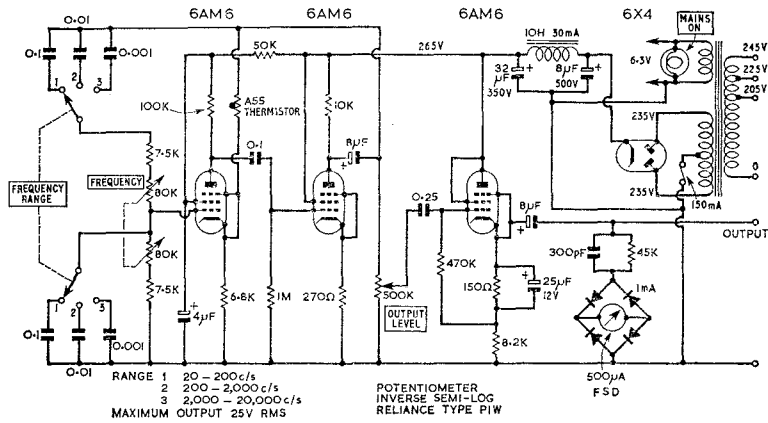 6AM6 6AM6 6AM6 6X4
MAINS ON
0.01
0.1
0.001
50K
265V
10H 30mA
6.3V
245V
225V
205V
0
32 µF 350V
8µF 500V
1 2 3
100K
A55 THERMISTOR
10K
0.1
8µF
235V
235V
150mA
7.5K
FREQUENCY RANGE
FREQUENCY
80K
80K
7.5K
0.25
8µF
OUTPUT
300pF
45K
470K
150Ω
25µF 12V
1mA
1 2 3
0.1
0.01
0.001
4µF
6.8K
1M
270Ω
500K
OUTPUT LEVEL
8.2K
500µA FSD
RANGE 1 20-200c/s
2 200-2,000c/s
3 2,000-20,000c/s
MAXIMUM OUTPUT 25V RMS
POTENTIOMETER
INVERSE SEMI-LOG
RELIANCE TYPE PIW